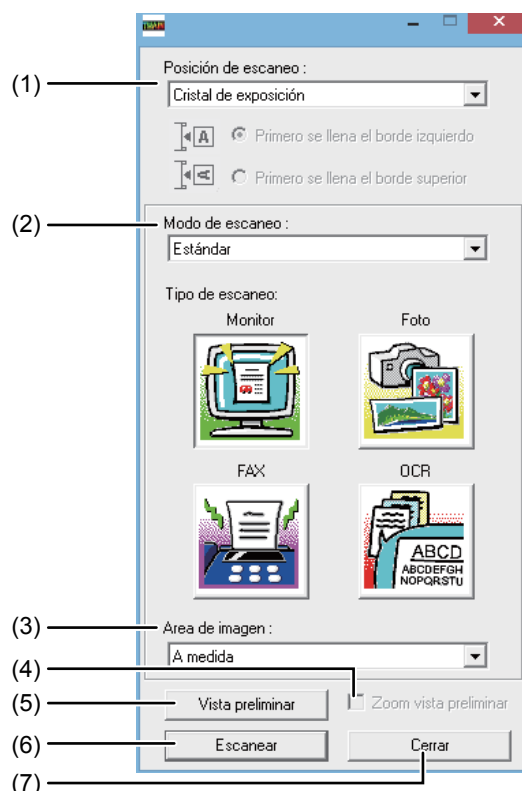 (1)
Posición de escaneo :
Cristal de exposición
A
Primero se llena el borde izquierdo
A
Primero se llena el borde superior
(2)
Modo de escaneo :
Estándar
Tipo de escaneo:
Monitor
Foto
FAX
OCR
ABCD
ABCDEFGH
NOPQRSTU
(3)
Area de imagen :
A medida
(4)
(5)
Vista preliminar
Zoom vista preliminar
(6)
Escanear
Cerrar
(7)